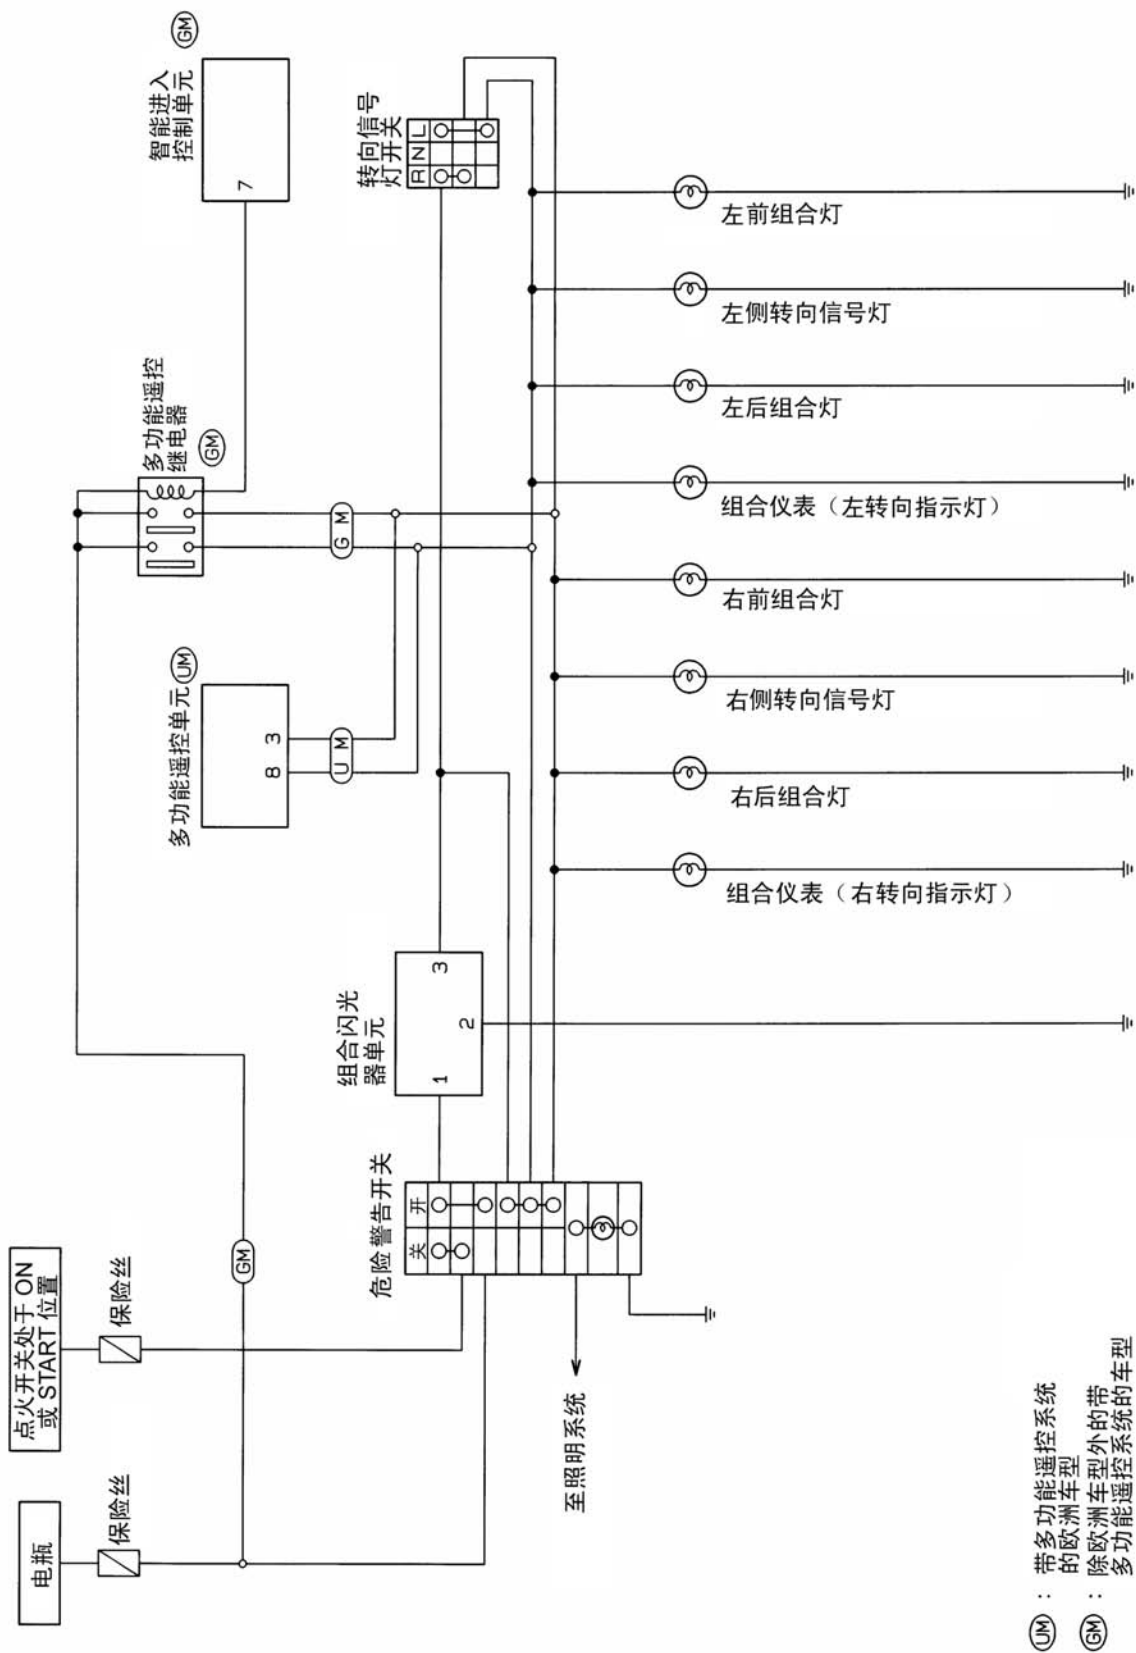 电瓶
保险丝
点火开关处于 ON
或 START 位置
保险丝
GM
危险警告开关
关
开
至照明系统
组合闪光
器单元
1
2
3
多功能遥控单元
UM
8
3
U M
多功能遥控
继电器
GM
G M
智能进入
控制单元
GM
7
转向信号
灯开关
R N L
左前组合灯
左侧转向信号灯
左后组合灯
组合仪表（左转向指示灯）
右前组合灯
右侧转向信号灯
右后组合灯
组合仪表（右转向指示灯）
UM : 带多功能遥控系统
的欧洲车型
GM : 除欧洲车型外的带
多功能遥控系统的车型